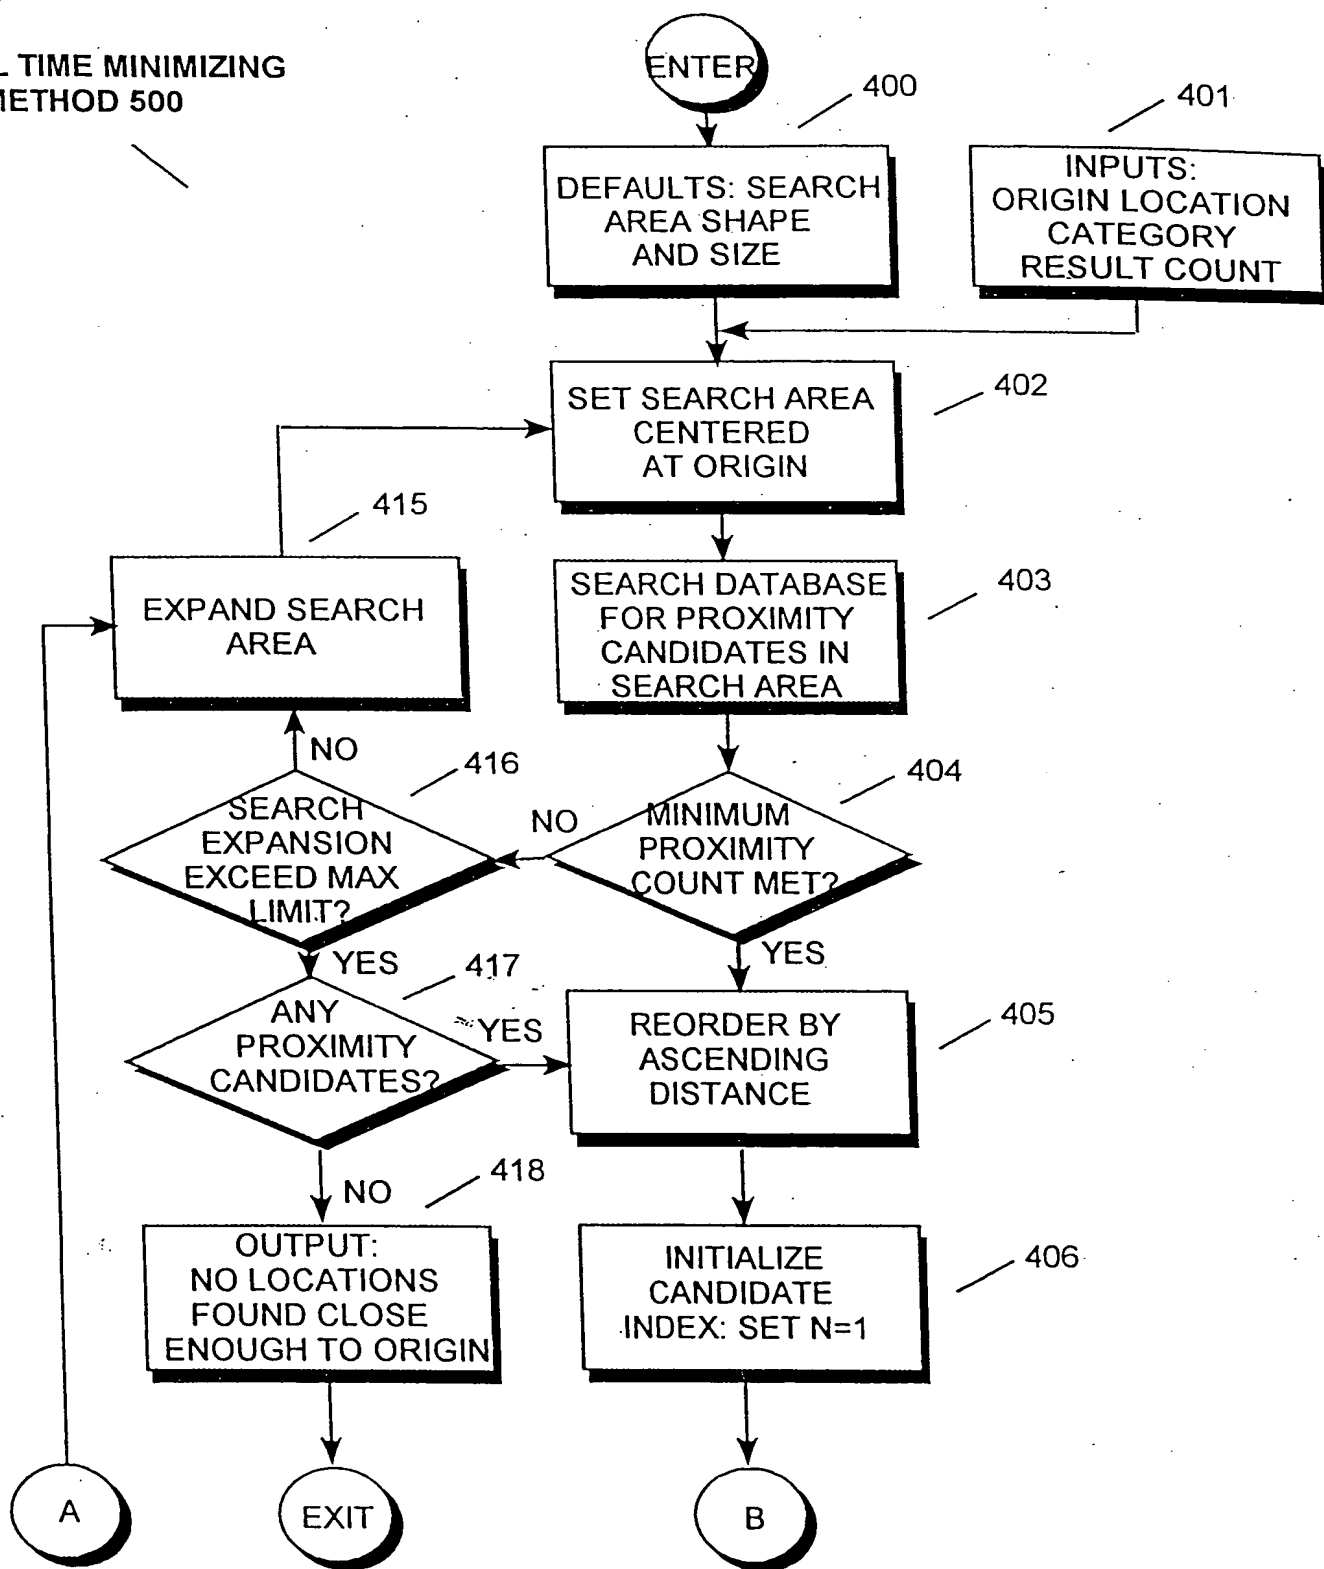 ENTER
L TIME MINIMIZING
METHOD 500
400
401
DEFAULTS: SEARCH
AREA SHAPE
AND SIZE
INPUTS:
ORIGIN LOCATION
CATEGORY
RESULT COUNT
402
SET SEARCH AREA
CENTERED
AT ORIGIN
415
EXPAND SEARCH
AREA
403
SEARCH DATABASE
FOR PROXIMITY
CANDIDATES IN
SEARCH AREA
NO
416
SEARCH
EXPANSION
EXCEED MAX
LIMIT?
NO
404
MINIMUM
PROXIMITY
COUNT MET?
YES
417
YES
ANY
PROXIMITY
CANDIDATES?
YES
405
REORDER BY
ASCENDING
DISTANCE
NO
418
OUTPUT:
NO LOCATIONS
FOUND CLOSE
ENOUGH TO ORIGIN
406
INITIALIZE
CANDIDATE
INDEX: SET N=1
A
EXIT
B